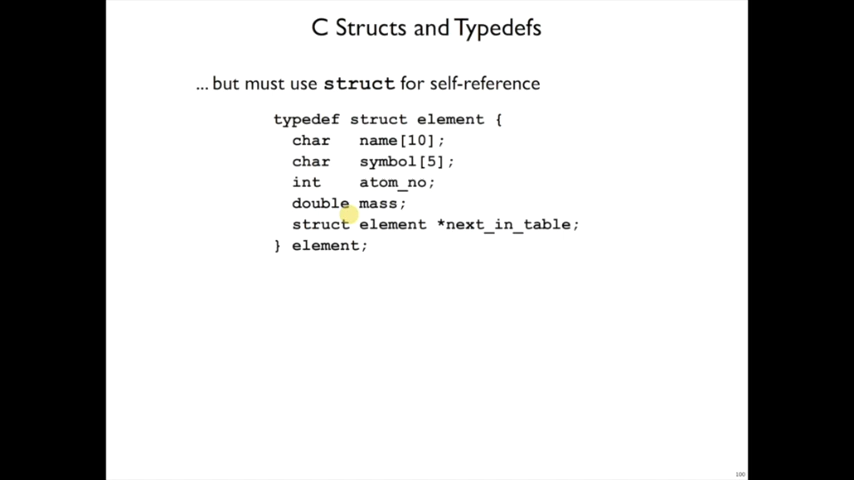 C Structs and Typedefs
... but must use struct for self-reference
typedef struct element {
  char   name[10];
  char   symbol[5];
  int    atom_no;
  double mass;
  struct element *next_in_table;
} element;
100